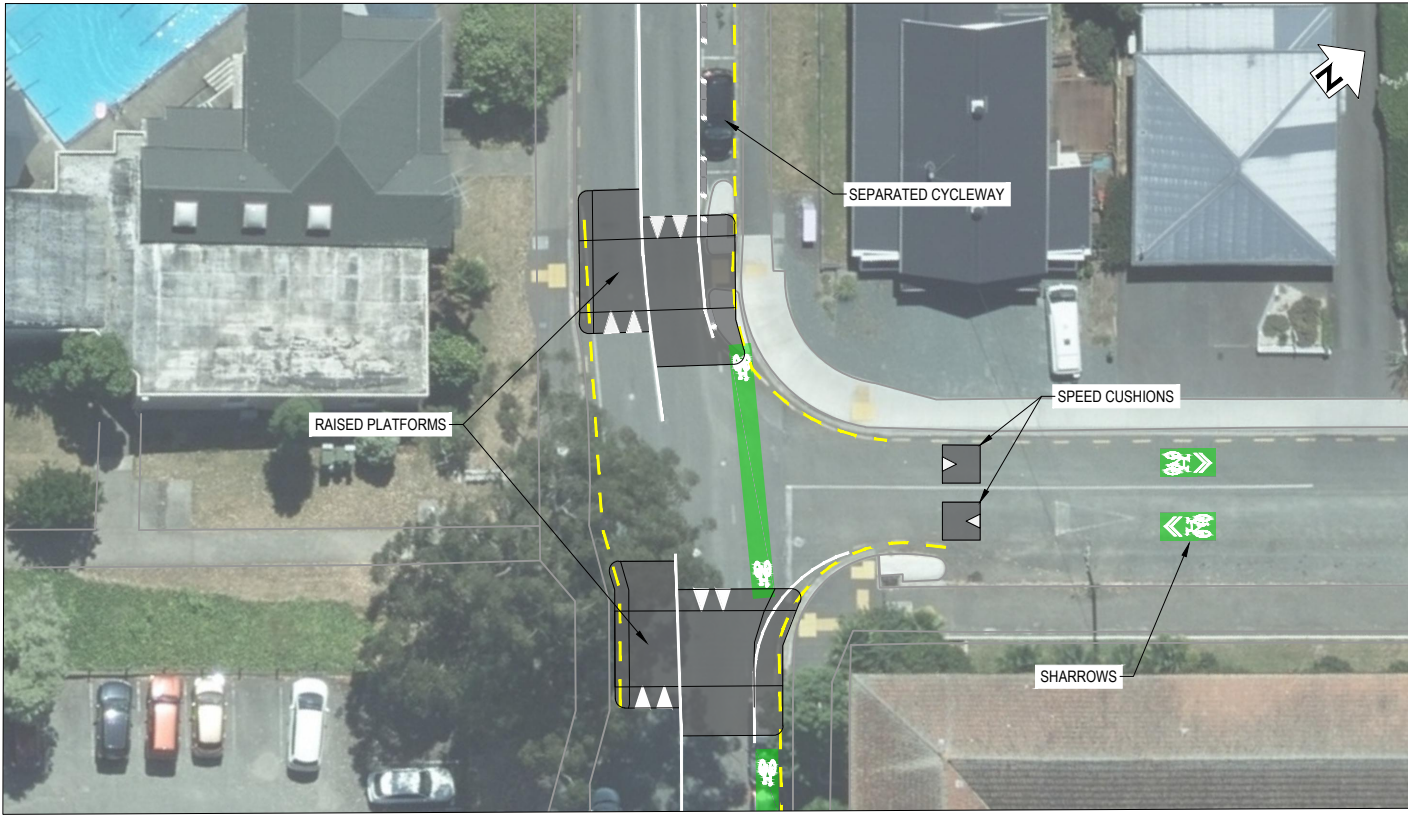 N
SEPARATED CYCLEWAY
SPEED CUSHIONS
RAISED PLATFORMS
SHARROWS